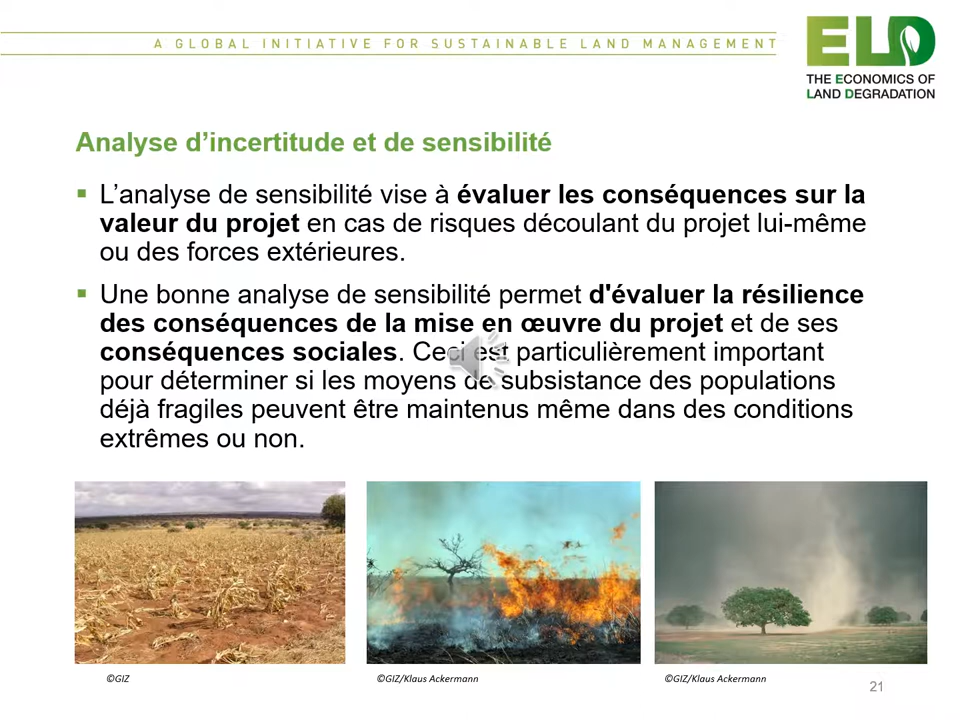 A GLOBAL INITIATIVE FOR SUSTAINABLE LAND MANAGEMENT
ELD
THE ECONOMICS OF
LAND DEGRADATION
Analyse d’incertitude et de sensibilité
L’analyse de sensibilité vise à évaluer les conséquences sur la
valeur du projet en cas de risques découlant du projet lui-même
ou des forces extérieures.
Une bonne analyse de sensibilité permet d'évaluer la résilience
des conséquences de la mise en œuvre du projet et de ses
conséquences sociales. Ceci est particulièrement important
pour déterminer si les moyens de subsistance des populations
déjà fragiles peuvent être maintenus même dans des conditions
extrêmes ou non.
©GIZ
©GIZ/Klaus Ackermann
©GIZ/Klaus Ackermann
21